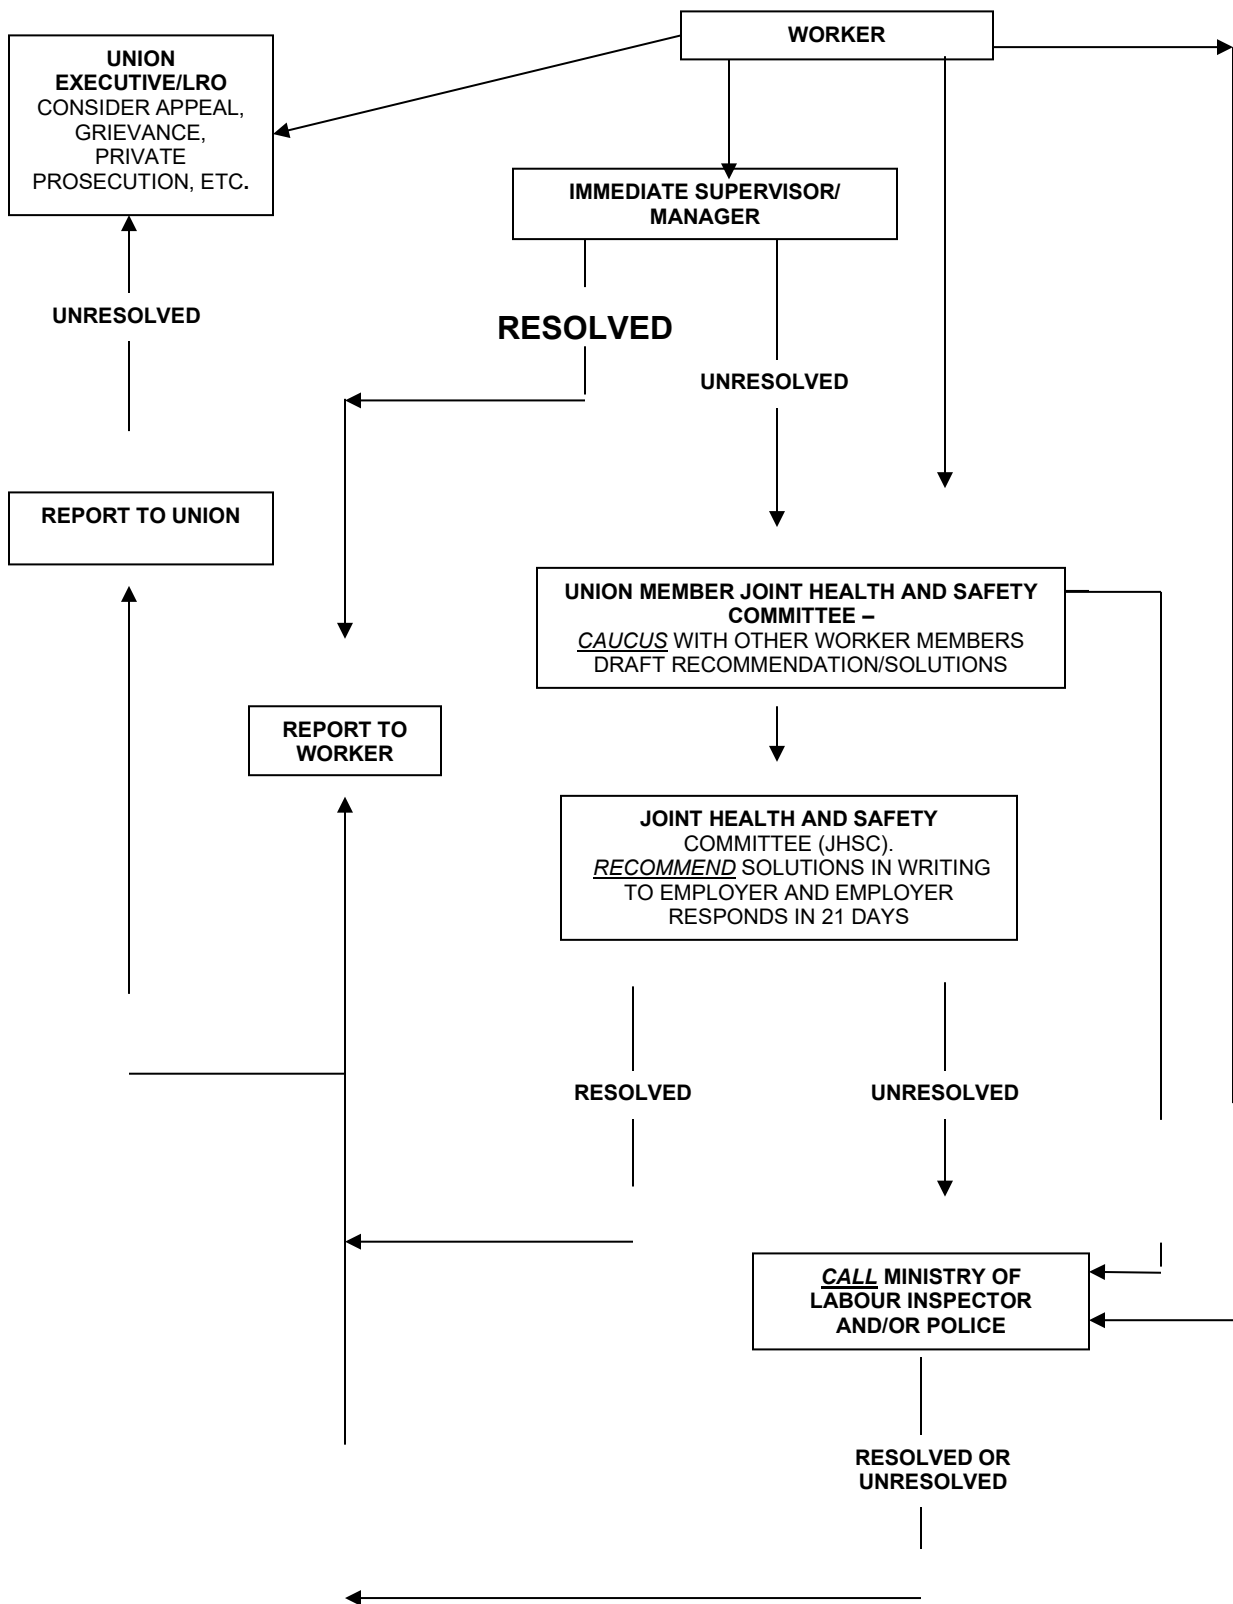 WORKER
UNION
EXECUTIVE/LRO
CONSIDER APPEAL,
GRIEVANCE,
PRIVATE
PROSECUTION, ETC.
IMMEDIATE SUPERVISOR/
MANAGER
UNRESOLVED
RESOLVED
UNRESOLVED
REPORT TO UNION
UNION MEMBER JOINT HEALTH AND SAFETY
COMMITTEE –
CAUCUS WITH OTHER WORKER MEMBERS
DRAFT RECOMMENDATION/SOLUTIONS
REPORT TO
WORKER
JOINT HEALTH AND SAFETY
COMMITTEE (JHSC).
RECOMMEND SOLUTIONS IN WRITING
TO EMPLOYER AND EMPLOYER
RESPONDS IN 21 DAYS
RESOLVED
UNRESOLVED
CALL MINISTRY OF
LABOUR INSPECTOR
AND/OR POLICE
RESOLVED OR
UNRESOLVED